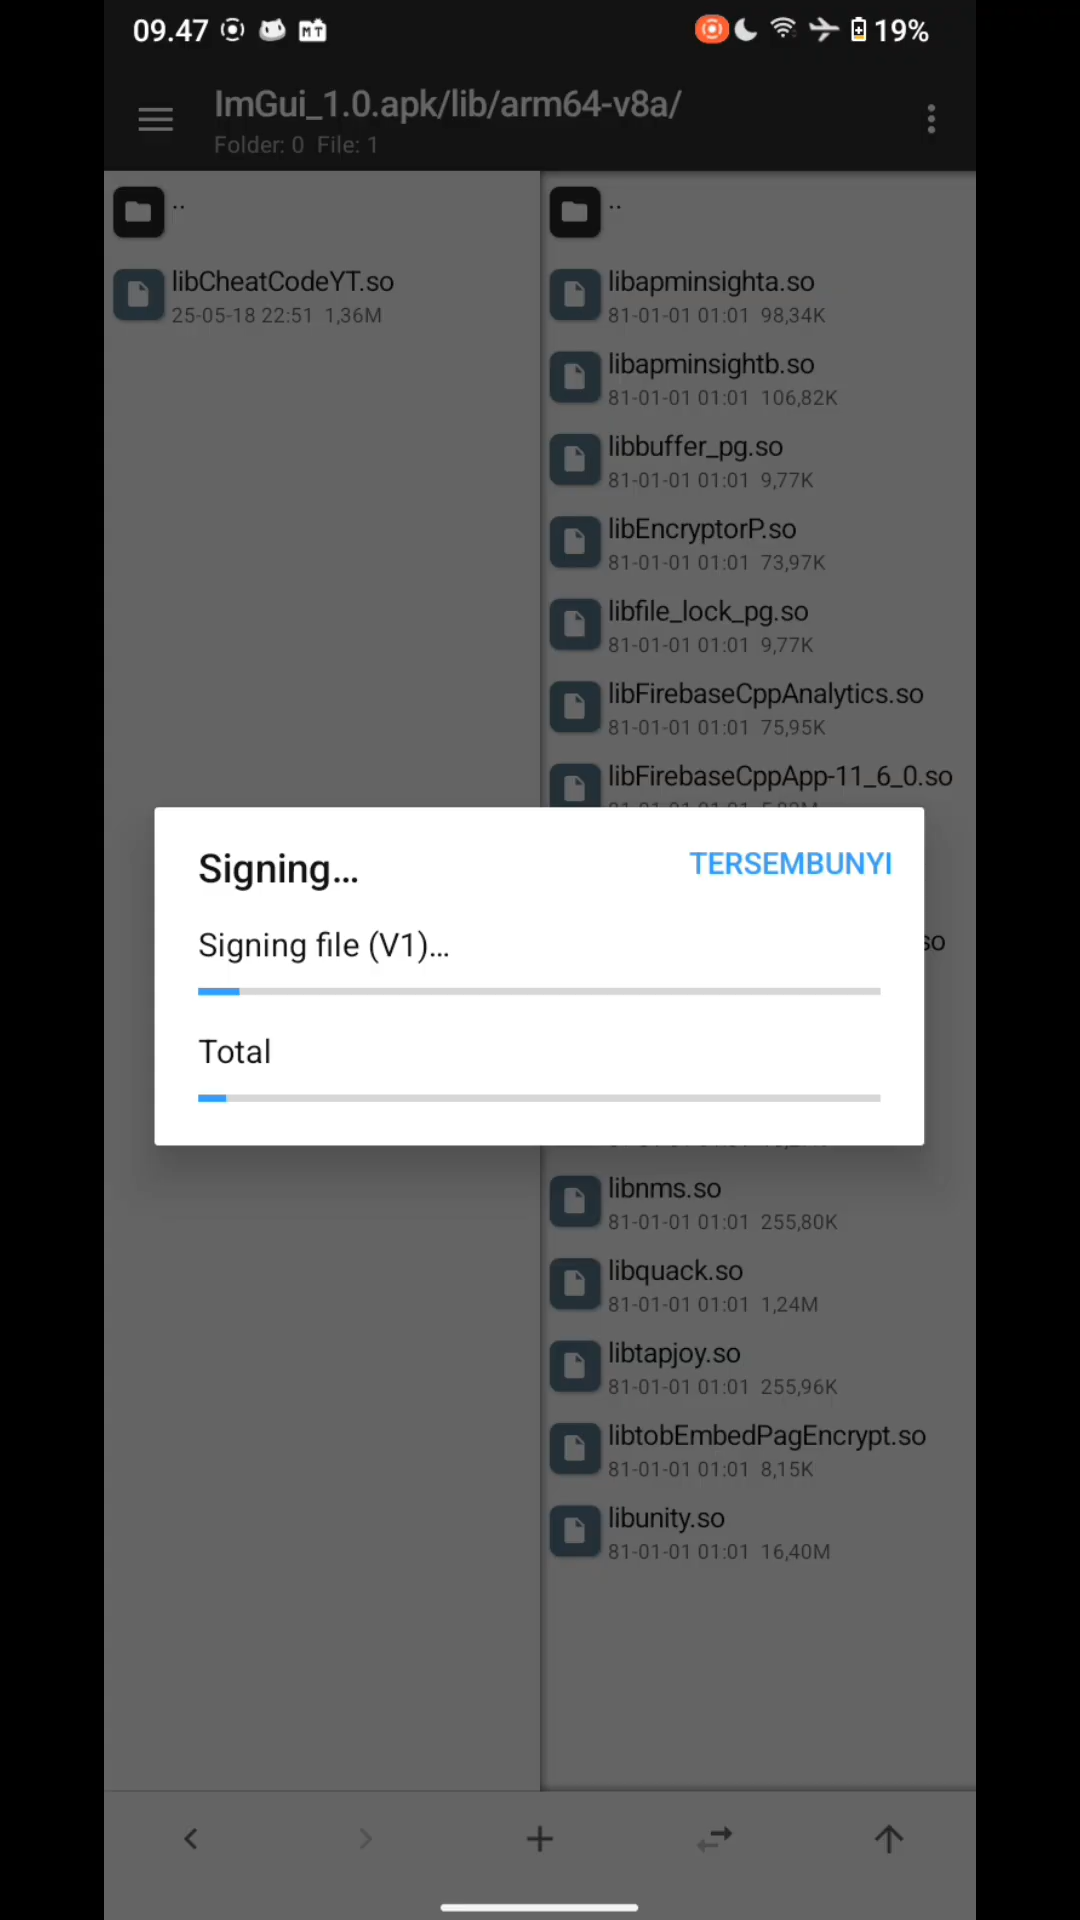 09.47
MT
19%
ImGui_1.0.apk/lib/arm64-v8a/
Folder: 0 File: 1
..
libCheatCodeYT.so
25-05-18 22:51 1,36M
..
libapminsighta.so
81-01-01 01:01 98,34K
libapminsightb.so
81-01-01 01:01 106,82K
libbuffer_pg.so
81-01-01 01:01 9,77K
libEncryptorP.so
81-01-01 01:01 73,97K
libfile_lock_pg.so
81-01-01 01:01 9,77K
libFirebaseCppAnalytics.so
81-01-01 01:01 75,95K
libFirebaseCppApp-11_6_0.so
Signing...
TERSEMBUNYI
Signing file (V1)...
so
Total
libnms.so
81-01-01 01:01 255,80K
libquack.so
81-01-01 01:01 1,24M
libtapjoy.so
81-01-01 01:01 255,96K
libtobEmbedPagEncrypt.so
81-01-01 01:01 8,15K
libunity.so
81-01-01 01:01 16,40M